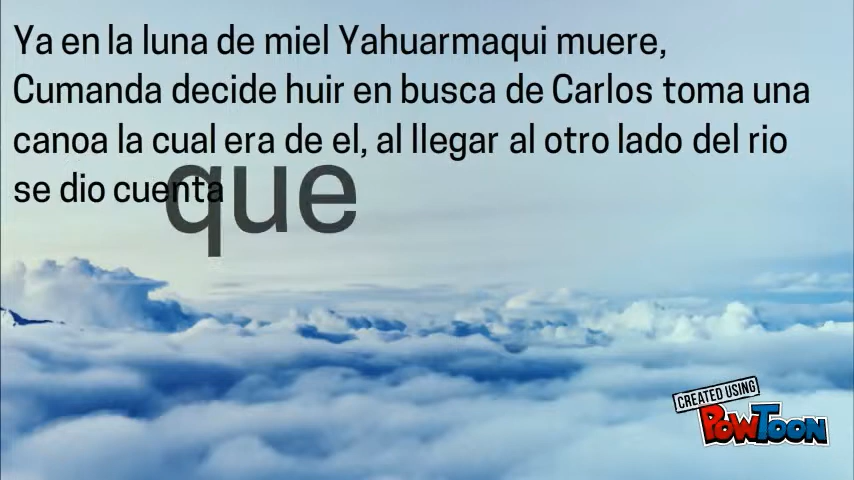 Ya en la luna de miel Yahuarmaqui muere,
Cumanda decide huir en busca de Carlos toma una
canoa la cual era de el, al llegar al otro lado del rio
se dio cuenta
que
CREATED USING
POWTOON